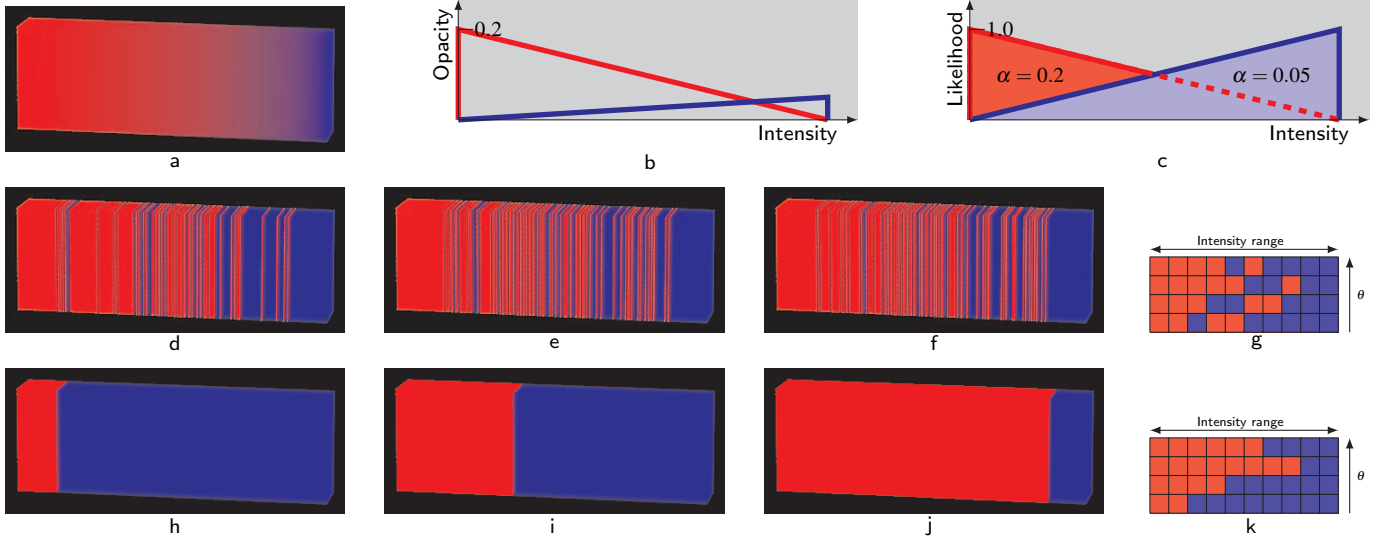 a
Opacity
0.2
Intensity
b
Likelihood
1.0
α = 0.2
α = 0.05
Intensity
c
d
e
f
Intensity range
θ
g
h
i
j
Intensity range
θ
k